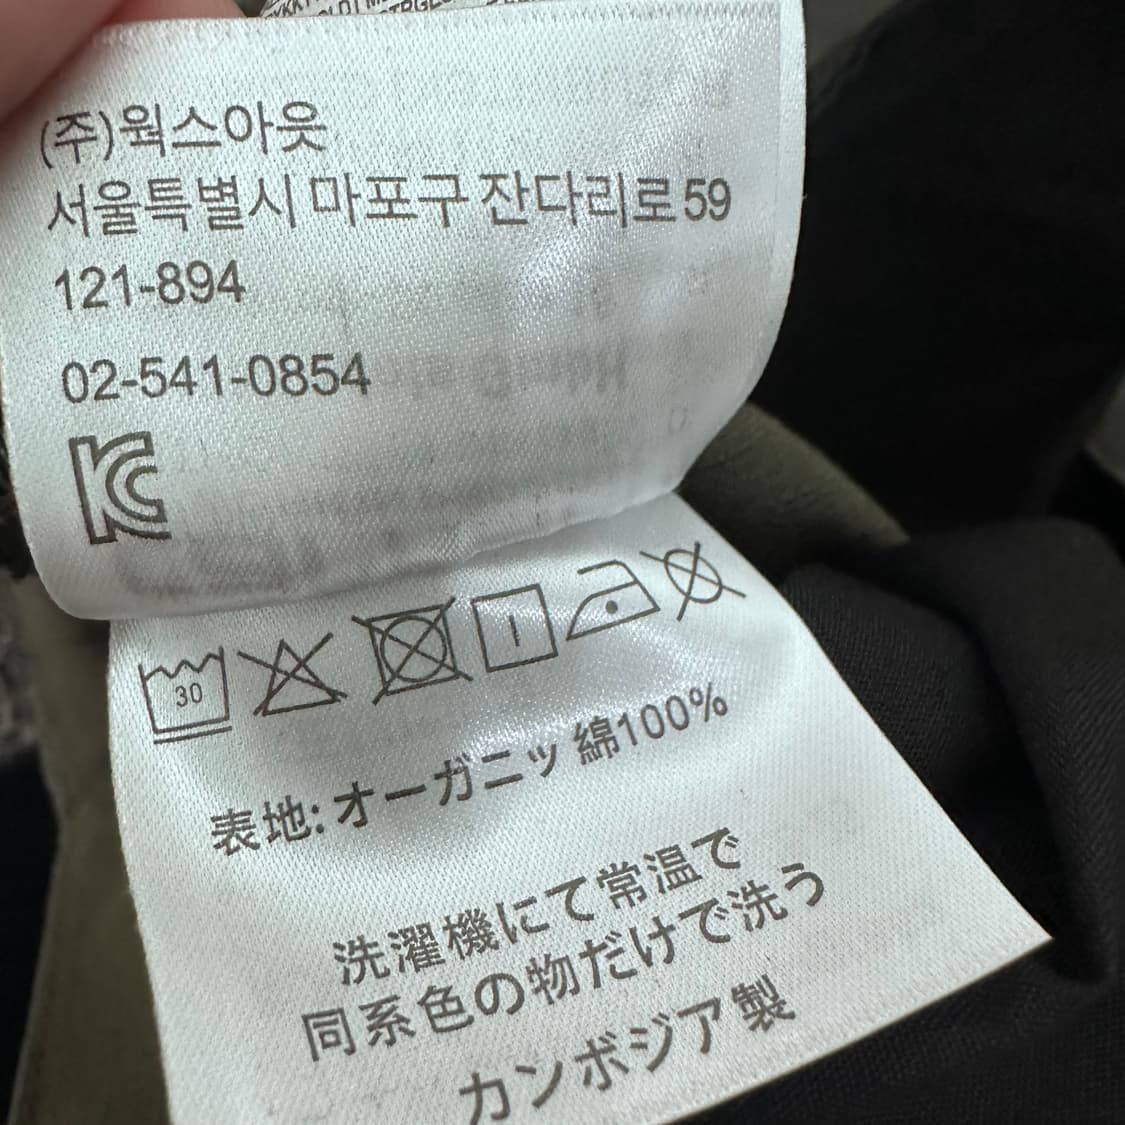 (주)웍스아웃
서울특별시 마포구 잔다리로 59
121-894
02-541-0854
KC
30
表地: オーガニッ 綿100%
洗濯機にて常温で
同系色の物だけで洗う
カンボジア製